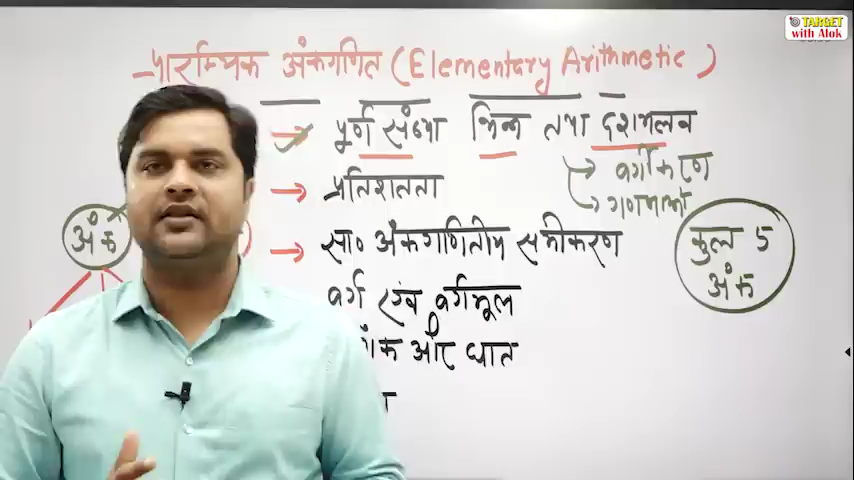 TARGET
with Alok
प्रारम्भिक अंकगणित (Elementary Arithmetic)
→ पूर्ण संख्या भिन्न तथा दशमलव
→ वर्गीकरण
→ प्रतिशतता
→ सा० अंकगणितीय समीकरण
अंक
कुल 5
अंक
वर्ग एवं वर्गमूल
और घात